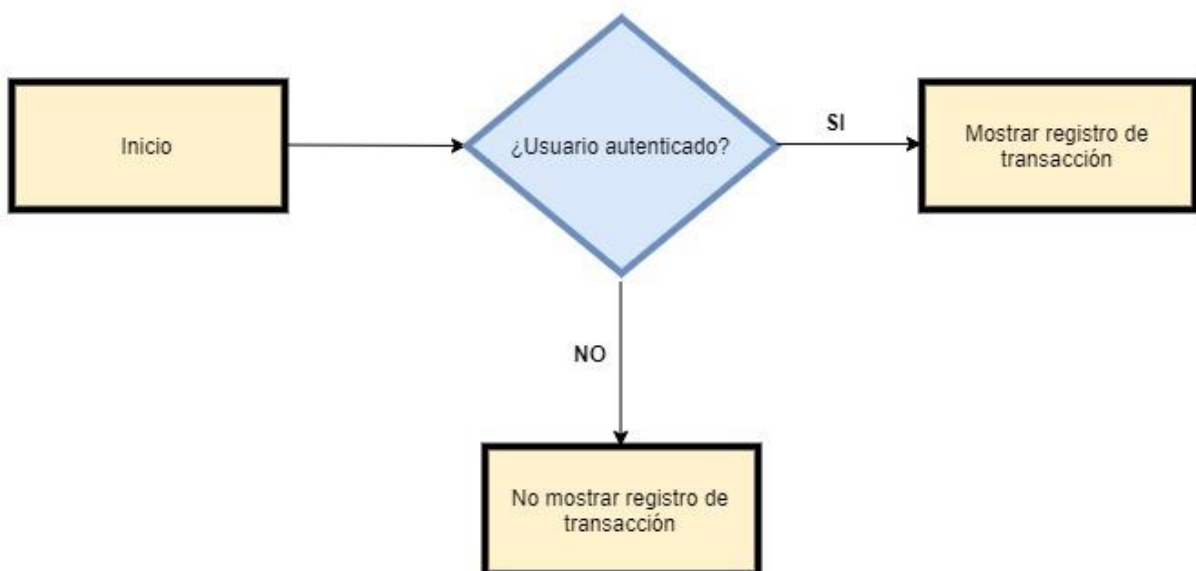 Inicio
¿Usuario autenticado?
SI
Mostrar registro de
transacción
NO
No mostrar registro de
transacción